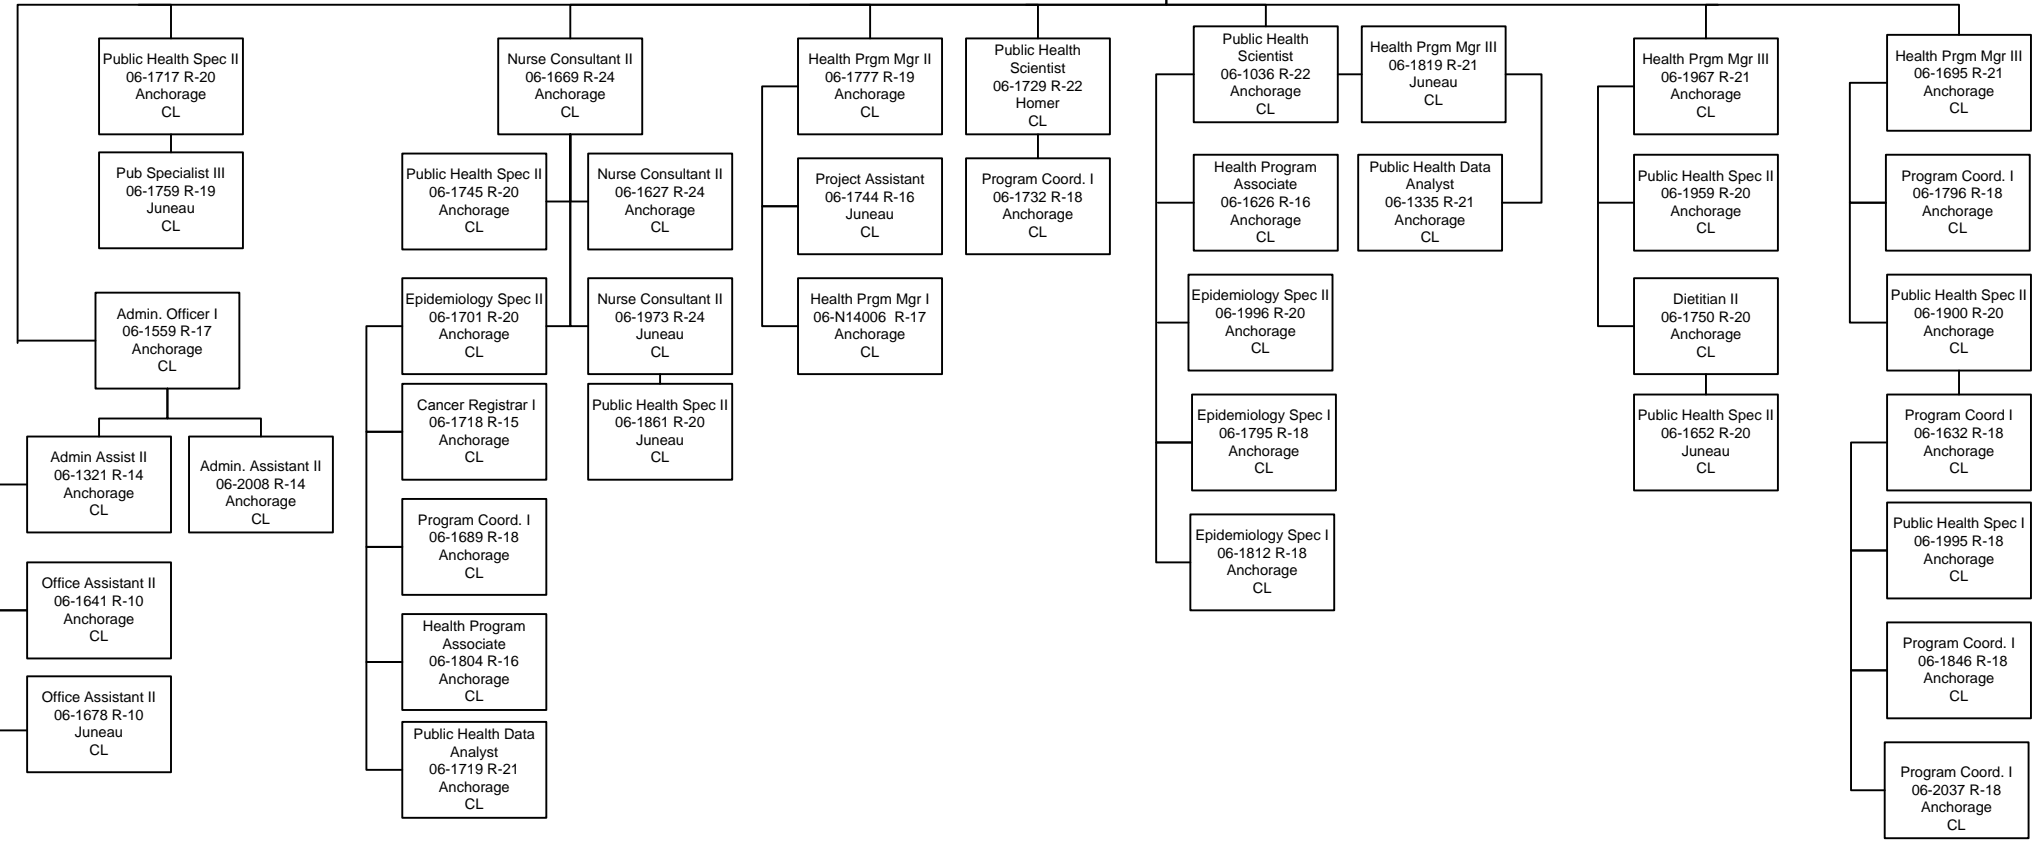 Public Health Spec II
06-1717 R-20
Anchorage
CL
Pub Specialist III
06-1759 R-19
Juneau
CL
Admin. Officer I
06-1559 R-17
Anchorage
CL
Admin Assist II
06-1321 R-14
Anchorage
CL
Admin. Assistant II
06-2008 R-14
Anchorage
CL
Office Assistant II
06-1641 R-10
Anchorage
CL
Office Assistant II
06-1678 R-10
Juneau
CL
Nurse Consultant II
06-1669 R-24
Anchorage
CL
Public Health Spec II
06-1745 R-20
Anchorage
CL
Nurse Consultant II
06-1627 R-24
Anchorage
CL
Epidemiology Spec II
06-1701 R-20
Anchorage
CL
Nurse Consultant II
06-1973 R-24
Juneau
CL
Cancer Registrar I
06-1718 R-15
Anchorage
CL
Public Health Spec II
06-1861 R-20
Juneau
CL
Program Coord. I
06-1689 R-18
Anchorage
CL
Health Program
Associate
06-1804 R-16
Anchorage
CL
Public Health Data
Analyst
06-1719 R-21
Anchorage
CL
Health Prgm Mgr II
06-1777 R-19
Anchorage
CL
Project Assistant
06-1744 R-16
Juneau
CL
Health Prgm Mgr I
06-N14006  R-17
Anchorage
CL
Public Health
Scientist
06-1729 R-22
Homer
CL
Program Coord. I
06-1732 R-18
Anchorage
CL
Public Health
Scientist
06-1036 R-22
Anchorage
CL
Health Prgm Mgr III
06-1819 R-21
Juneau
CL
Health Program
Associate
06-1626 R-16
Anchorage
CL
Public Health Data
Analyst
06-1335 R-21
Anchorage
CL
Epidemiology Spec II
06-1996 R-20
Anchorage
CL
Epidemiology Spec I
06-1795 R-18
Anchorage
CL
Epidemiology Spec I
06-1812 R-18
Anchorage
CL
Health Prgm Mgr III
06-1967 R-21
Anchorage
CL
Public Health Spec II
06-1959 R-20
Anchorage
CL
Dietitian II
06-1750 R-20
Anchorage
CL
Public Health Spec II
06-1652 R-20
Juneau
CL
Health Prgm Mgr III
06-1695 R-21
Anchorage
CL
Program Coord. I
06-1796 R-18
Anchorage
CL
Public Health Spec II
06-1900 R-20
Anchorage
CL
Program Coord I
06-1632 R-18
Anchorage
CL
Public Health Spec I
06-1995 R-18
Anchorage
CL
Program Coord. I
06-1846 R-18
Anchorage
CL
Program Coord. I
06-2037 R-18
Anchorage
CL